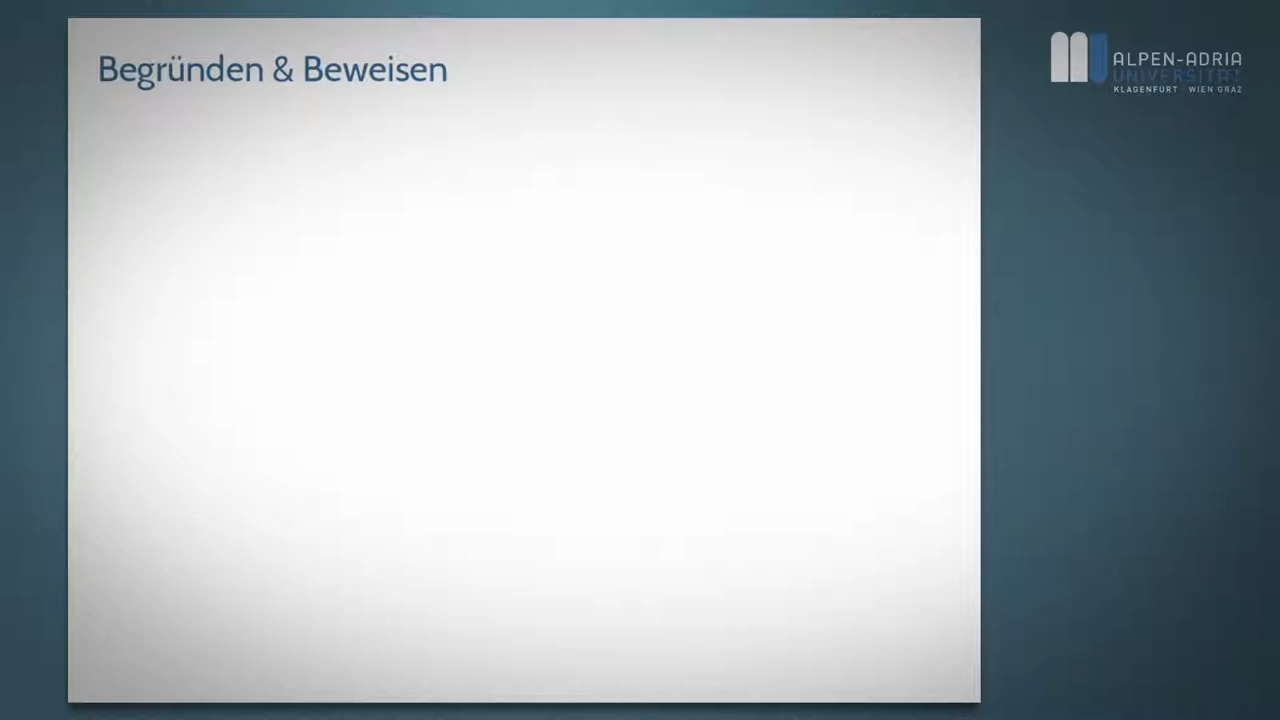 Begründen & Beweisen
ALPEN-ADRIA
UNIVERSITÄT
KLAGENFURT | WIEN GRAZ